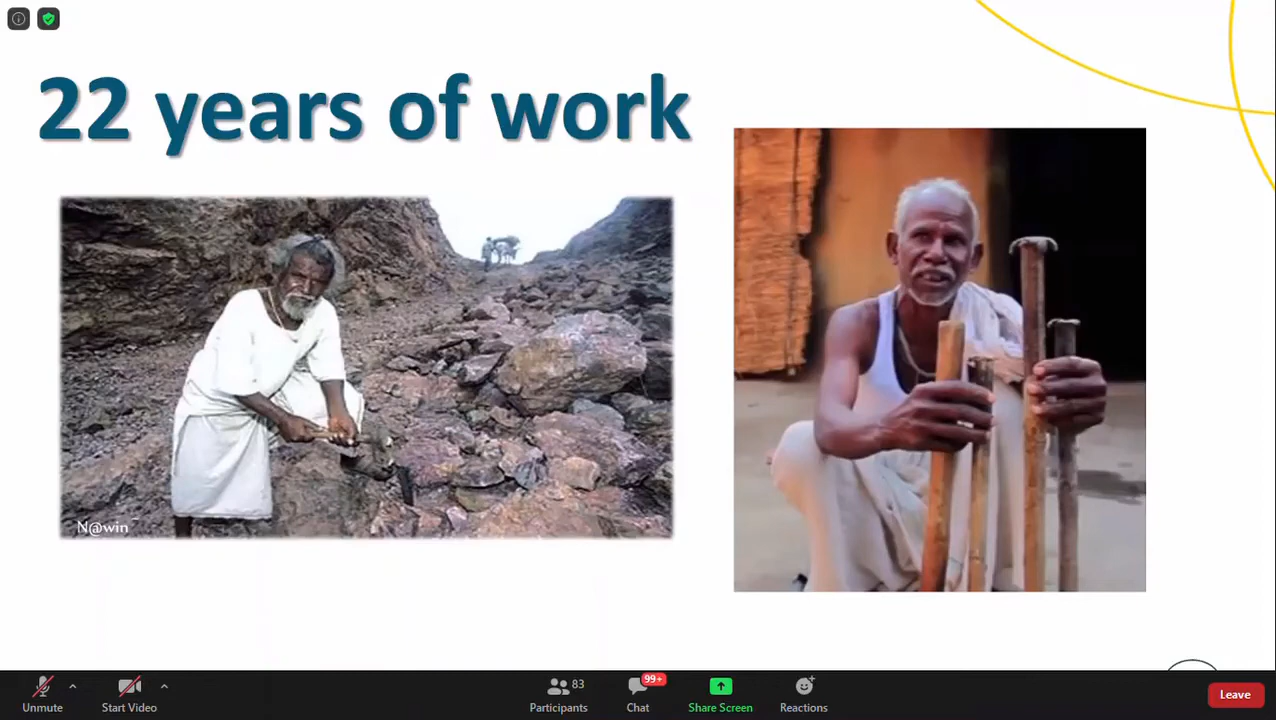 22 years of work
N@win
Unmute
Start Video
Participants
83
Chat
99+
Share Screen
Reactions
Leave